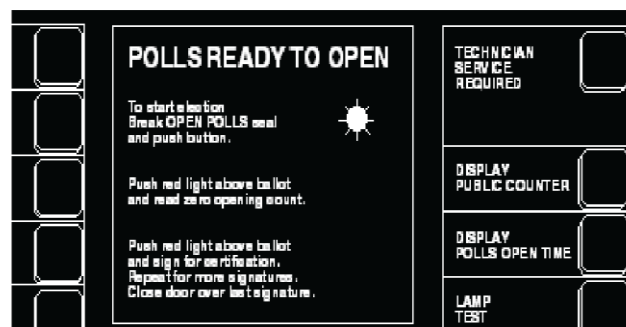 POLLS READY TO OPEN
To start election
Break OPEN POLLS seal
and push button.
Push red light above ballot
and read zero opening count.
Push red light above ballot
and sign for certification.
Repeat for more signatures.
Close door over last signature.
TECHNICIAN
SERVICE
REQUIRED
DISPLAY
PUBLIC COUNTER
DISPLAY
POLLS OPEN TIME
LAMP
TEST